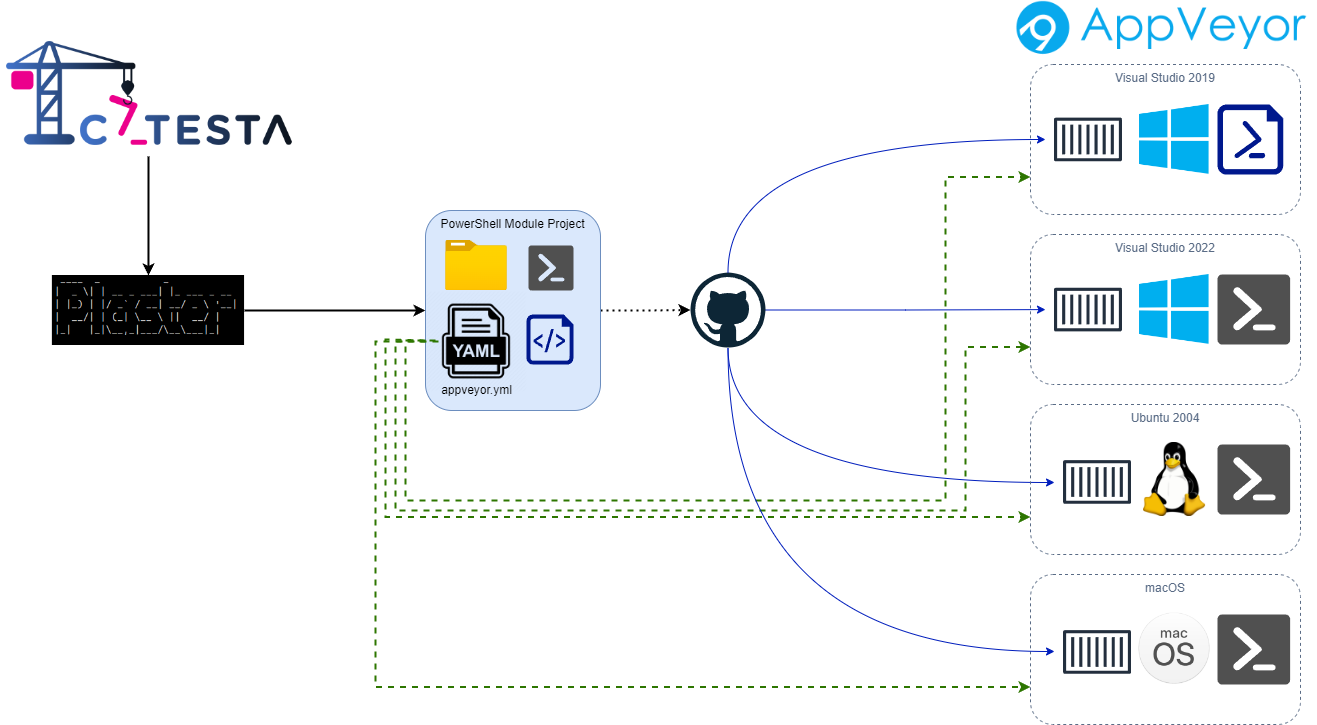 AppVeyor
C TESTA
Visual Studio 2019
Plaster
PowerShell Module Project
YAML
appveyor.yml
Visual Studio 2022
Ubuntu 2004
macOS
mac
OS